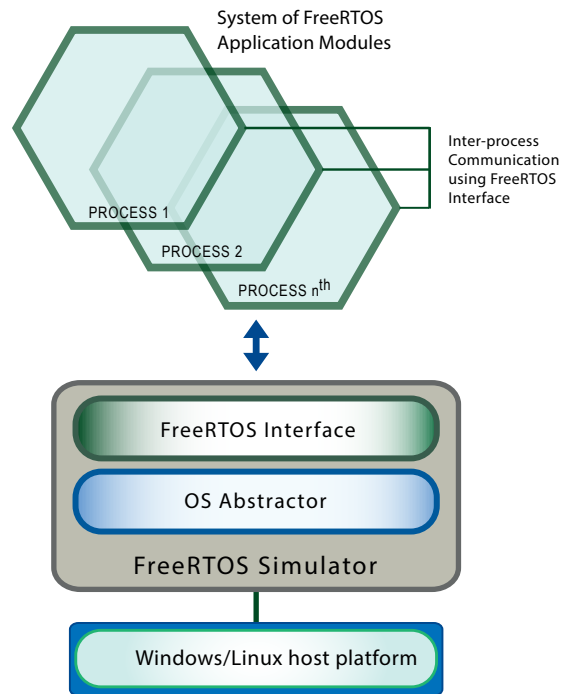 System of FreeRTOS
Application Modules
Inter-process
Communication
using FreeRTOS
Interface
PROCESS 1
PROCESS 2
PROCESS nth
FreeRTOS Interface
OS Abstractor
FreeRTOS Simulator
Windows/Linux host platform